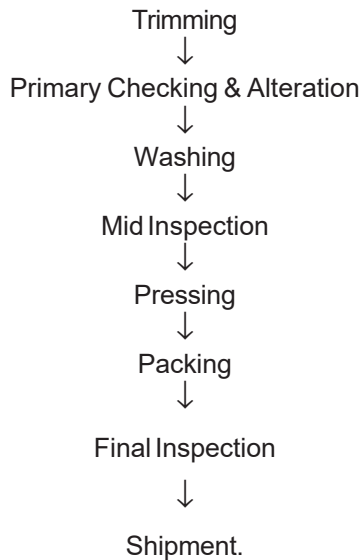 Trimming
↓
Primary Checking & Alteration
↓
Washing
↓
Mid Inspection
↓
Pressing
↓
Packing
↓
Final Inspection
↓
Shipment.